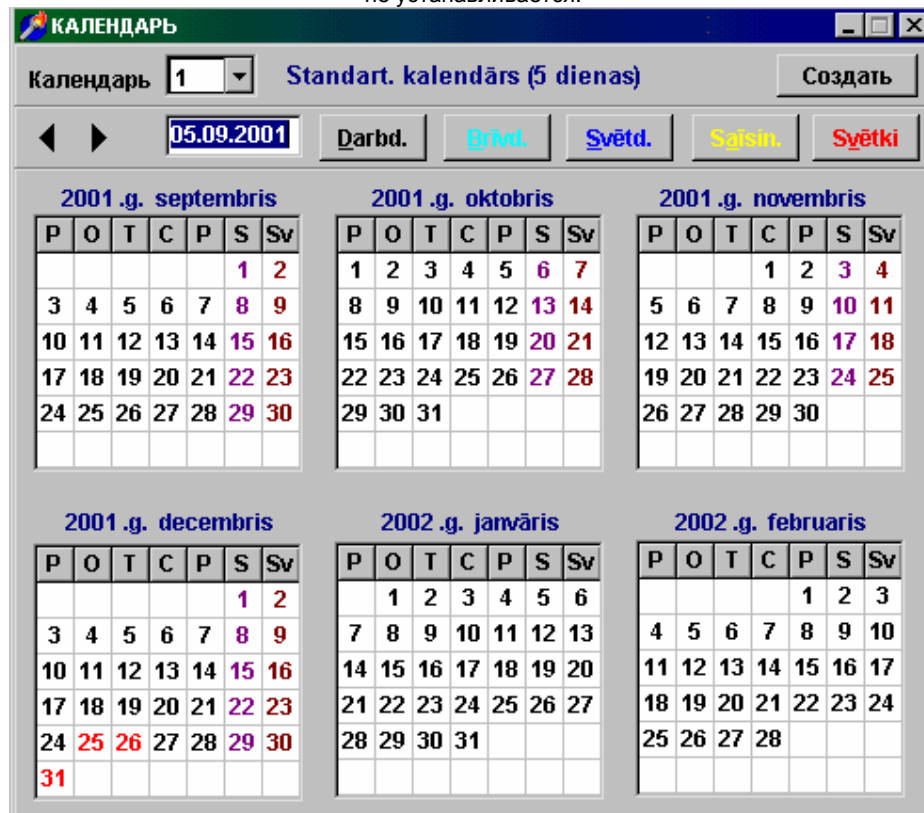 не устанавливается.
КАЛЕНДАРЬ
Календарь 1 Standart. kalendārs (5 dienas) Создать
05.09.2001 Darbd. Brīvd. Svētd. Saīsin. Svētki
2001 .g. septembris 2001 .g. oktobris 2001 .g. novembris
P O T C P S Sv P O T C P S Sv P O T C P S Sv
1 2 1 2 3 4 5 6 7 1 2 3 4
3 4 5 6 7 8 9 8 9 10 11 12 13 14 5 6 7 8 9 10 11
10 11 12 13 14 15 16 15 16 17 18 19 20 21 12 13 14 15 16 17 18
17 18 19 20 21 22 23 22 23 24 25 26 27 28 19 20 21 22 23 24 25
24 25 26 27 28 29 30 29 30 31 26 27 28 29 30
2001 .g. decembris 2002 .g. janvāris 2002 .g. februaris
P O T C P S Sv P O T C P S Sv P O T C P S Sv
1 2 1 2 3 4 5 6 1 2 3
3 4 5 6 7 8 9 7 8 9 10 11 12 13 4 5 6 7 8 9 10
10 11 12 13 14 15 16 14 15 16 17 18 19 20 11 12 13 14 15 16 17
17 18 19 20 21 22 23 21 22 23 24 25 26 27 18 19 20 21 22 23 24
24 25 26 27 28 29 30 28 29 30 31 25 26 27 28
31